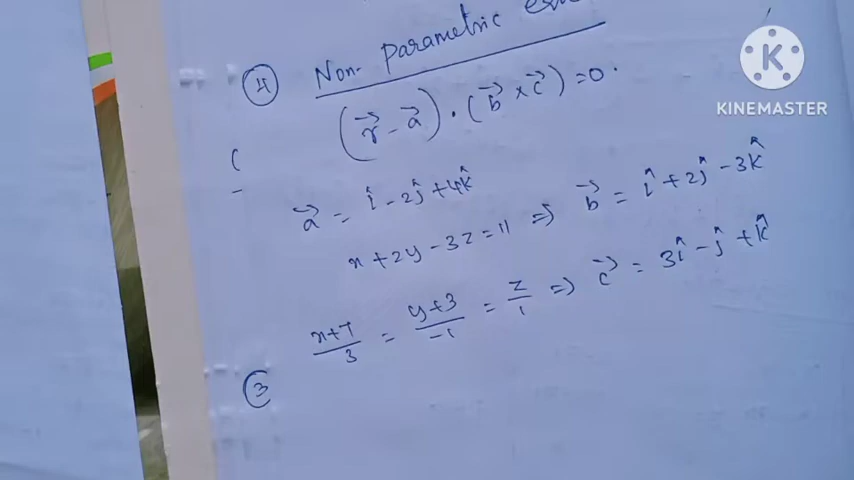 ④ Non-Parametric
(r⃗ - a⃗) · (b⃗ × c⃗) = 0.
a⃗ = î - 2ĵ + 4k̂
x + 2y - 3z = 11 ⇒ b⃗ = î + 2ĵ - 3k̂
(x+7)/3 = (y+3)/-1 = z/1 ⇒ c⃗ = 3î - ĵ + k̂
③
K
KINEMASTER